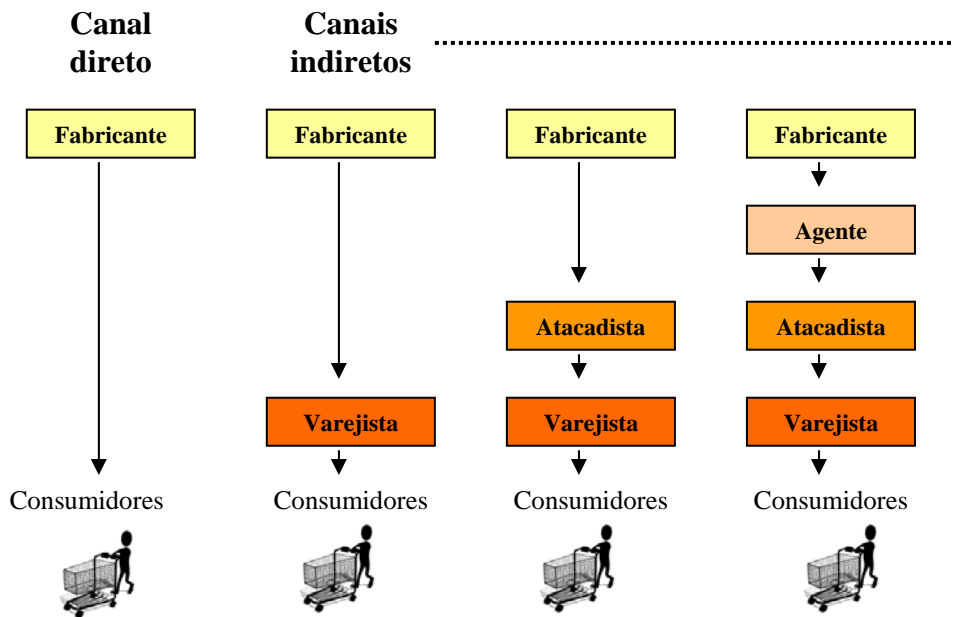 Canal
direto
Canais
indiretos
Fabricante
Fabricante
Fabricante
Fabricante
Agente
Atacadista
Atacadista
Varejista
Varejista
Varejista
Consumidores
Consumidores
Consumidores
Consumidores